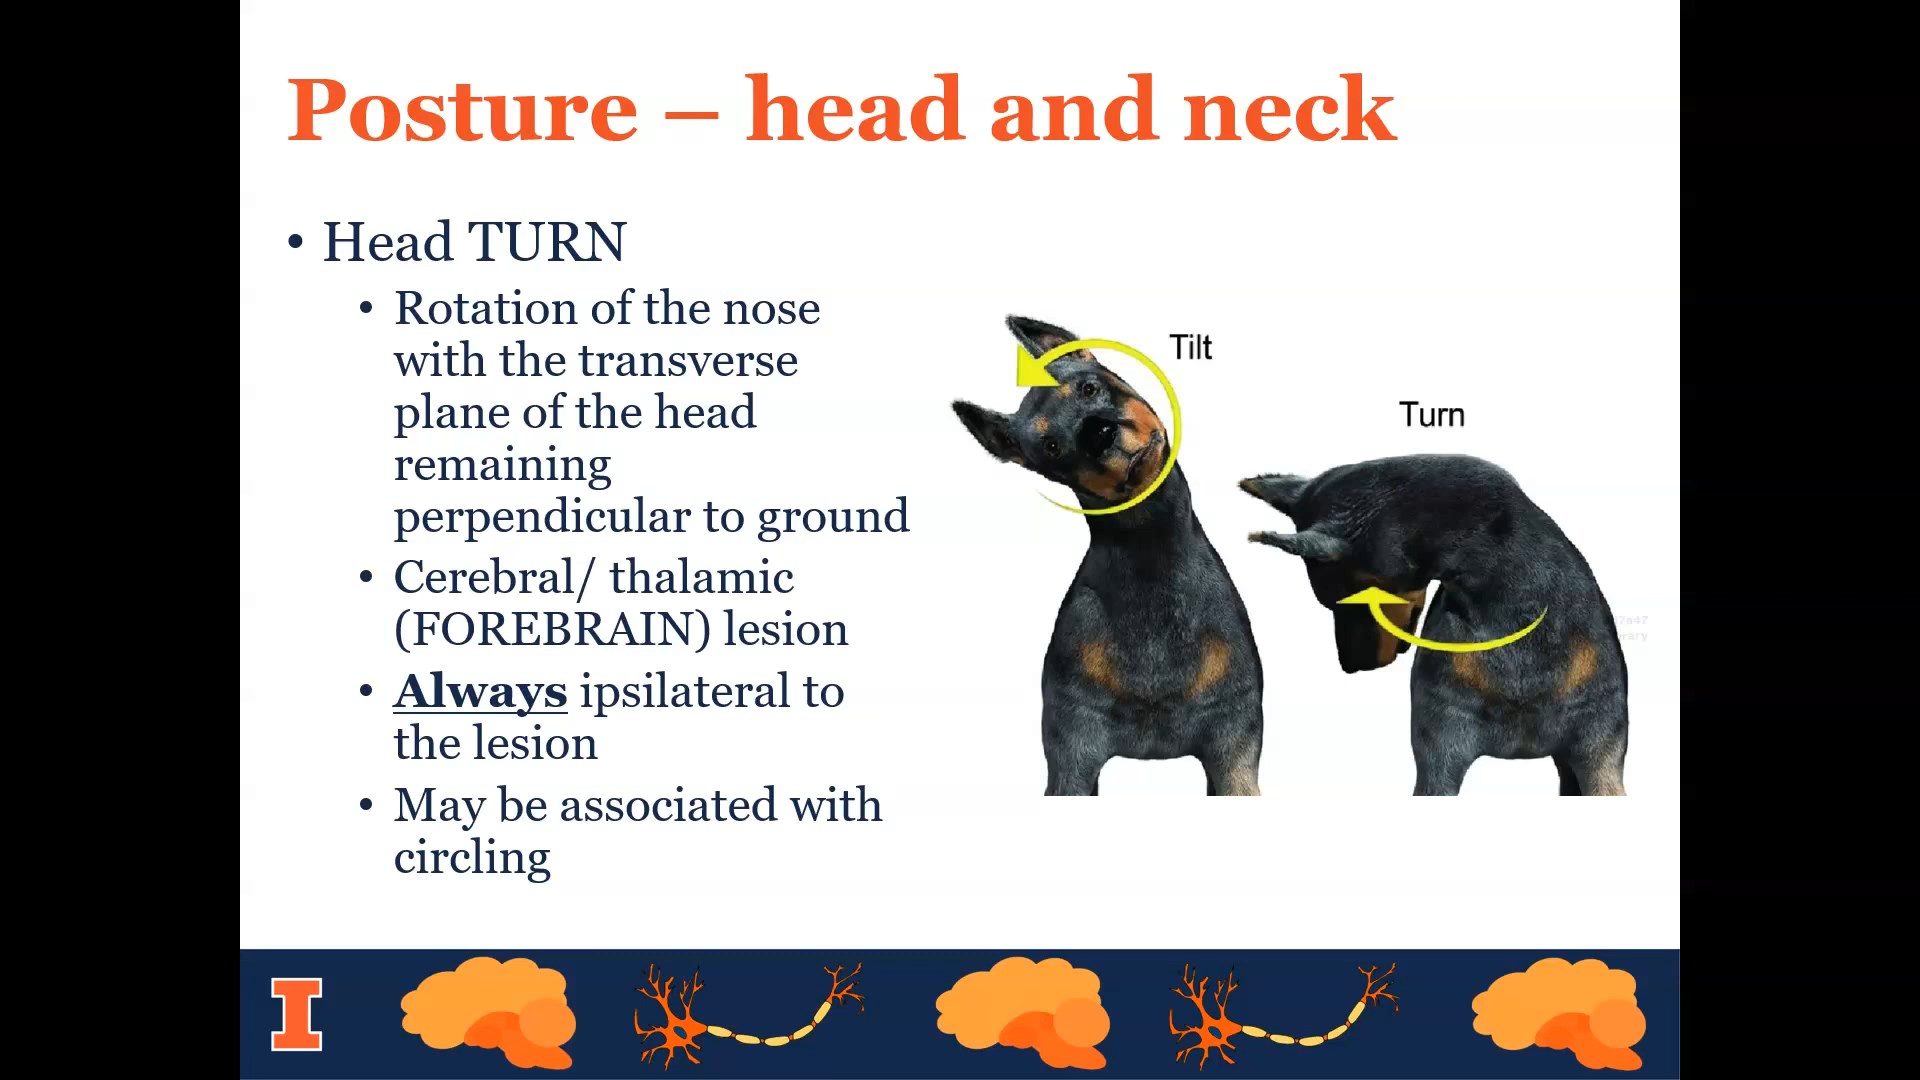 Posture – head and neck
• Head TURN
• Rotation of the nose
with the transverse
plane of the head
remaining
perpendicular to ground
• Cerebral/ thalamic
(FOREBRAIN) lesion
• Always ipsilateral to
the lesion
• May be associated with
circling
Tilt
Turn
I